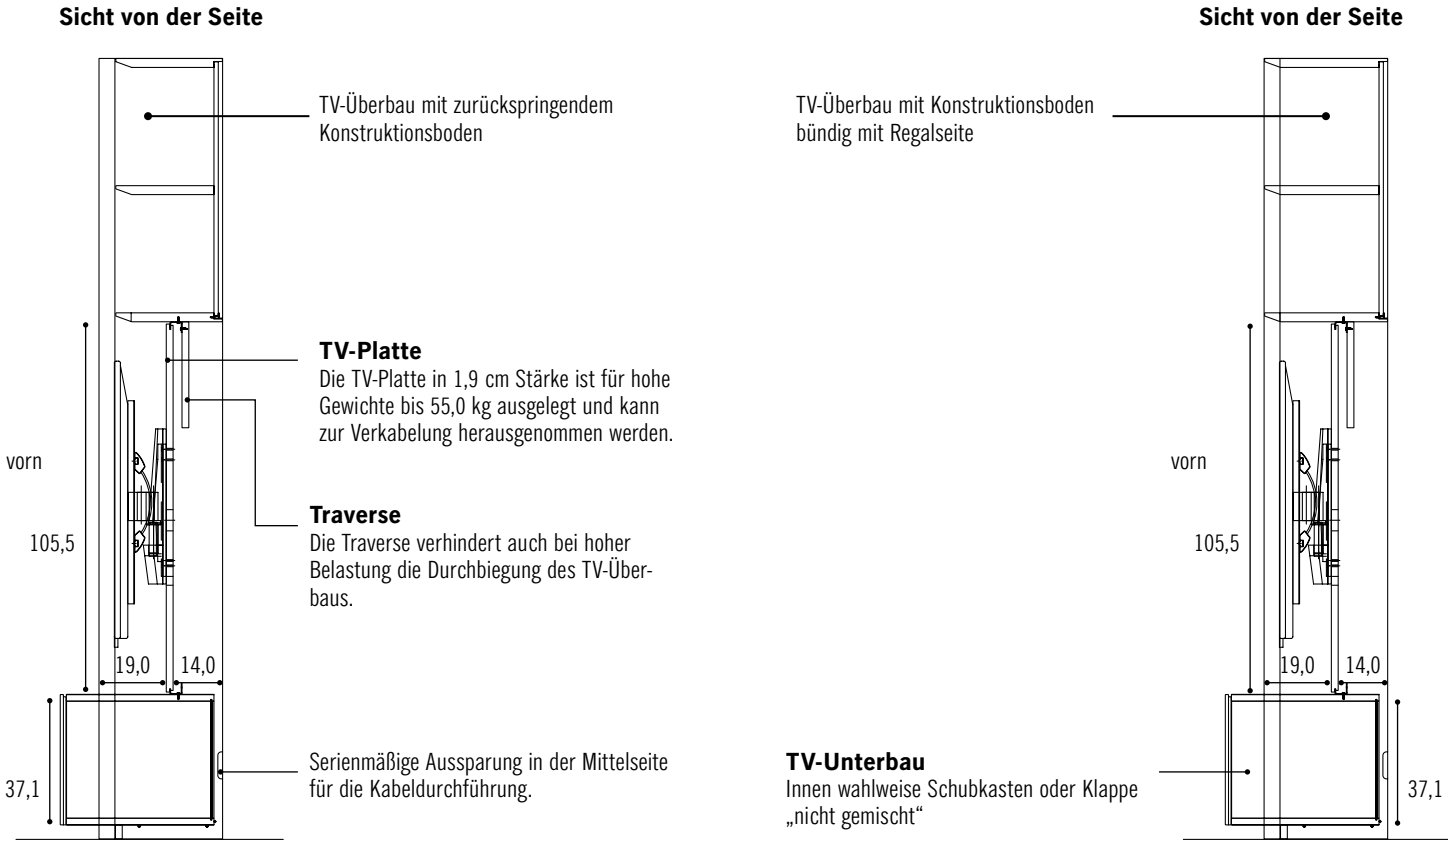 Sicht von der Seite
TV-Überbau mit zurückspringendem
Konstruktionsboden
TV-Platte
Die TV-Platte in 1,9 cm Stärke ist für hohe
Gewichte bis 55,0 kg ausgelegt und kann
zur Verkabelung herausgenommen werden.
vorn
Traverse
Die Traverse verhindert auch bei hoher
Belastung die Durchbiegung des TV-Über-
baus.
105,5
19,0
14,0
Serienmäßige Aussparung in der Mittelseite
für die Kabeldurchführung.
37,1
Sicht von der Seite
TV-Überbau mit Konstruktionsboden
bündig mit Regalseite
vorn
105,5
19,0
14,0
TV-Unterbau
Innen wahlweise Schubkasten oder Klappe
„nicht gemischt“
37,1